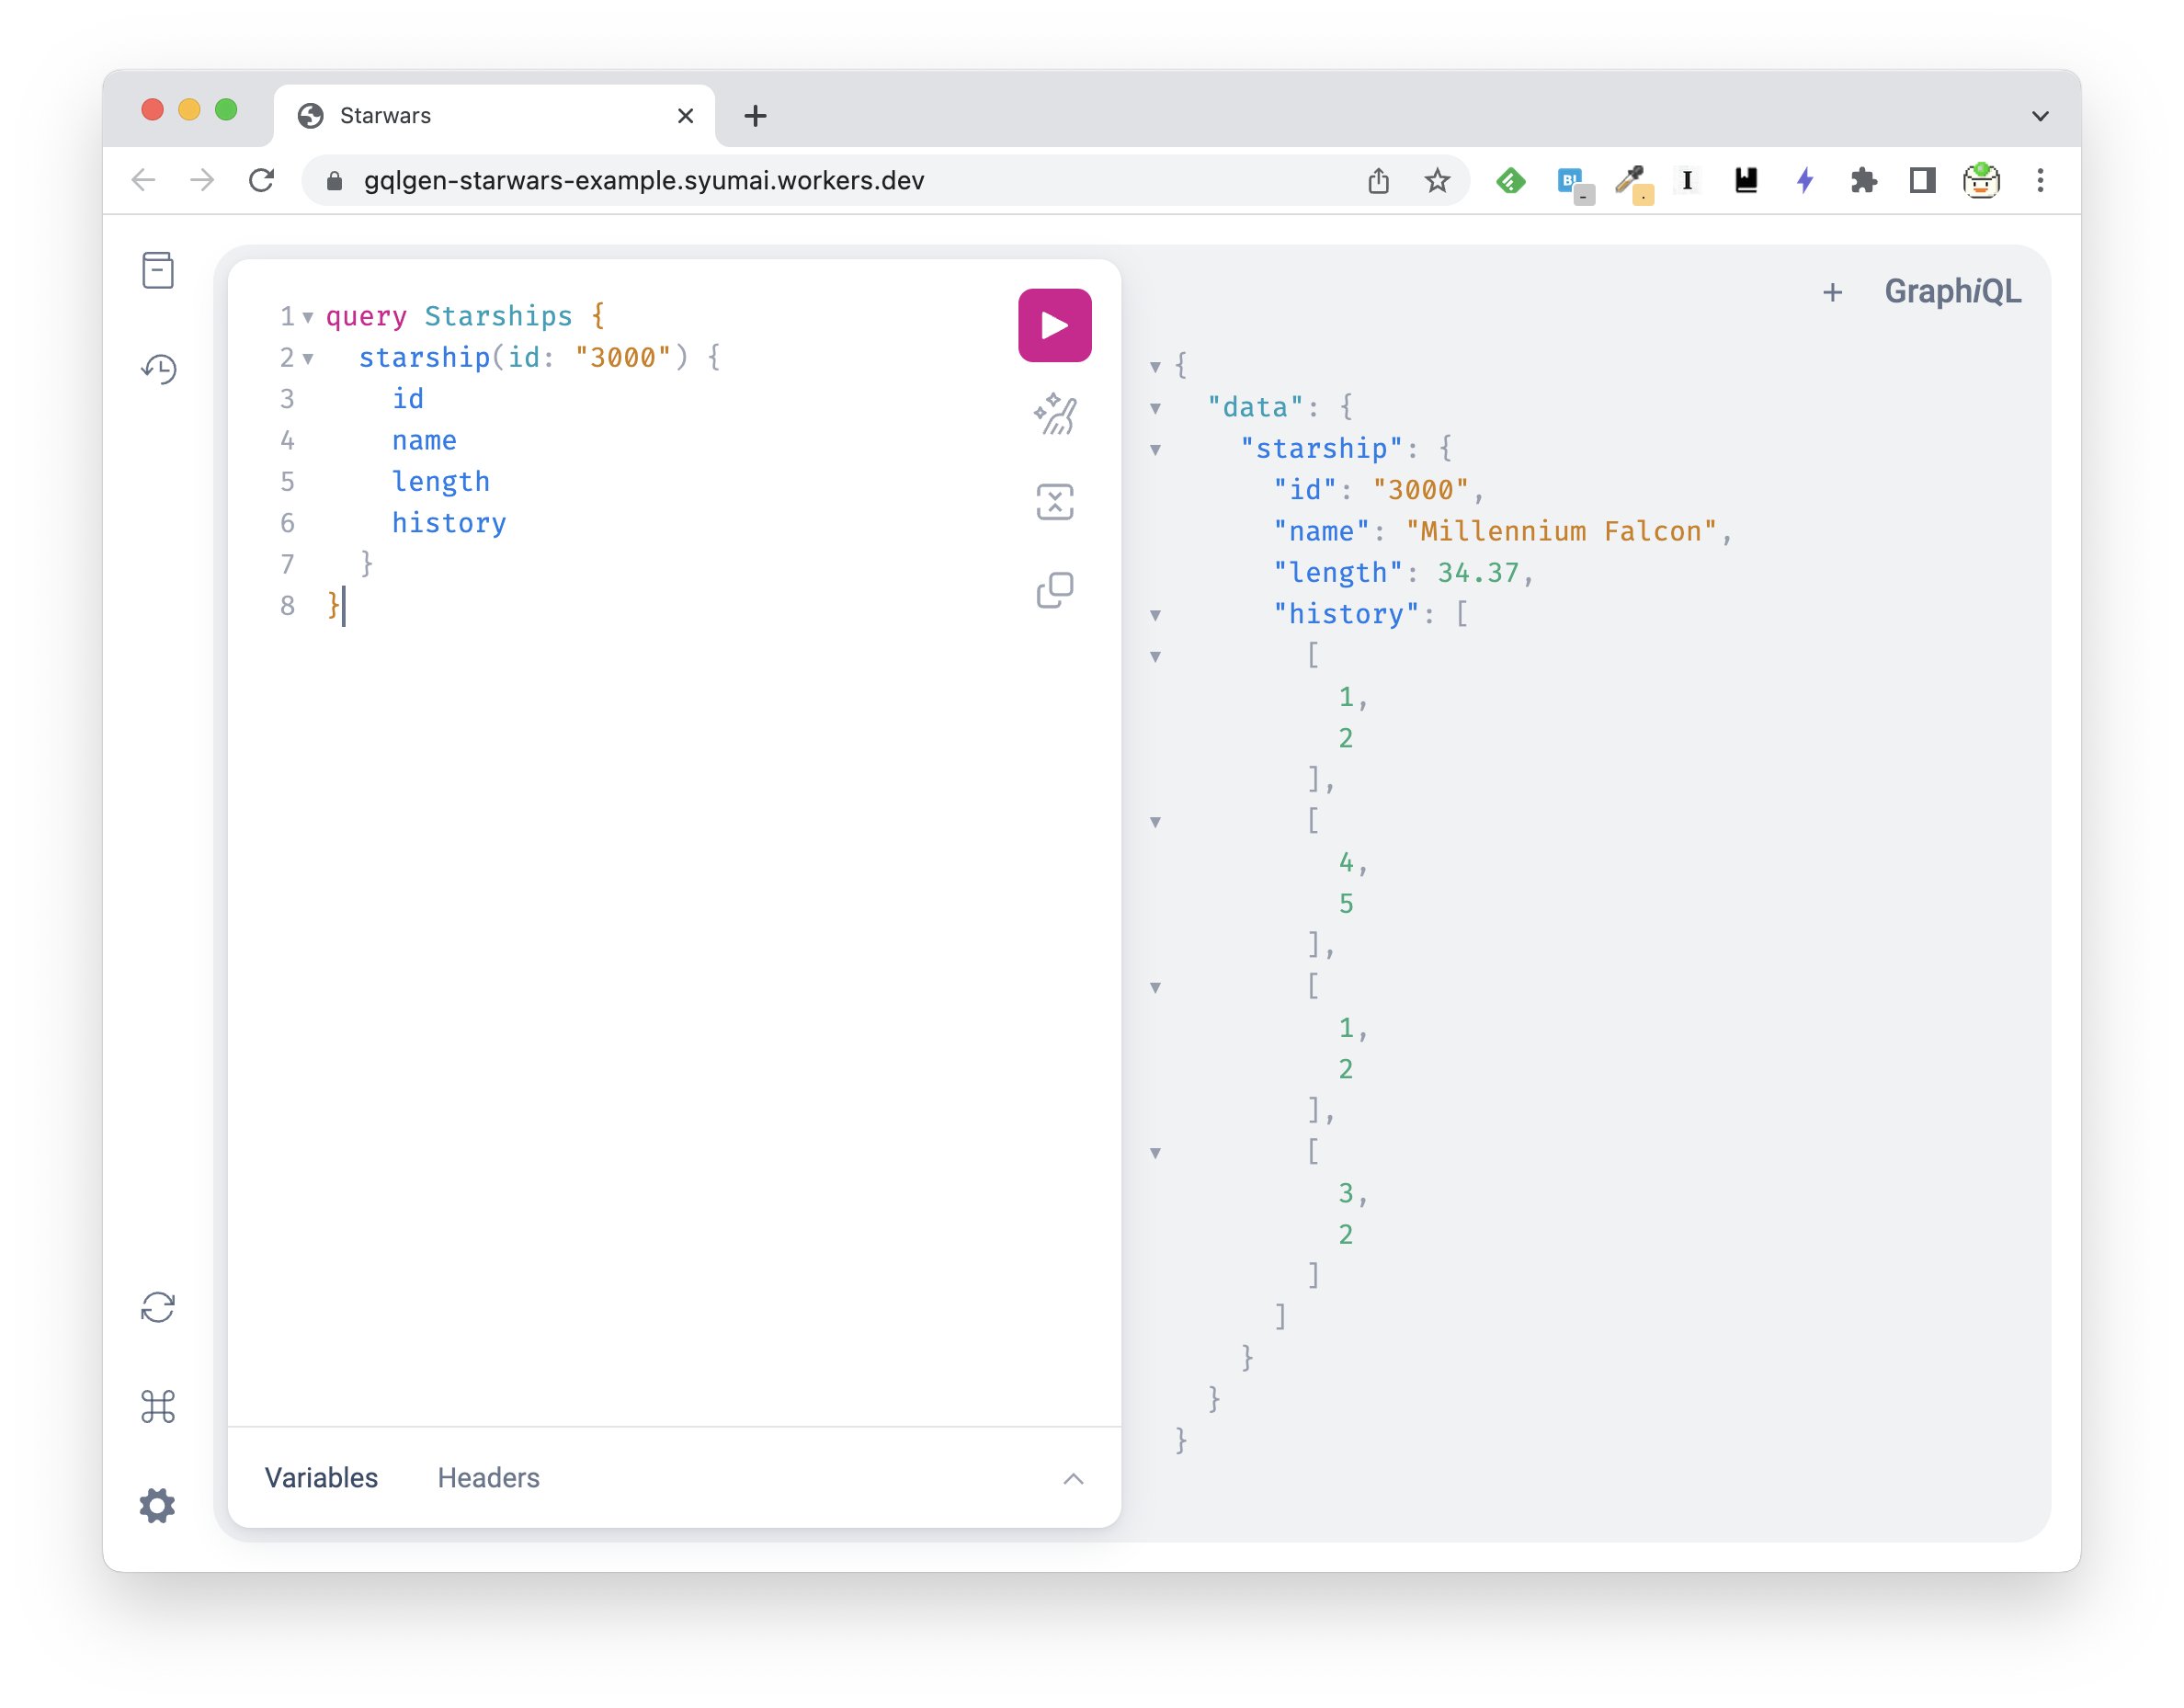 Starwars
gqlgen-starwars-example.syumai.workers.dev
1 query Starships {
2 starship(id: "3000") {
3 id
4 name
5 length
6 history
7 }
8 }
Variables Headers
+ GraphiQL
{
"data": {
"starship": {
"id": "3000",
"name": "Millennium Falcon",
"length": 34.37,
"history": [
[
1,
2
],
[
4,
5
],
[
1,
2
],
[
3,
2
]
]
}
}
}